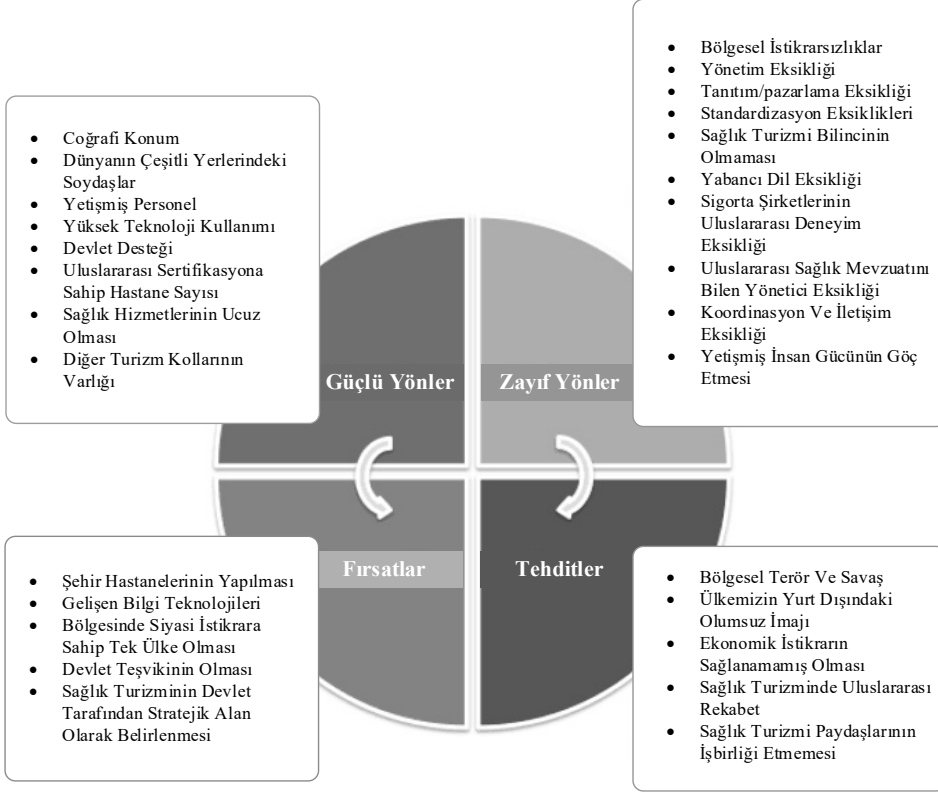 • Coğrafi Konum
• Dünyanın Çeşitli Yerlerindeki
Soydaşlar
• Yetişmiş Personel
• Yüksek Teknoloji Kullanımı
• Devlet Desteği
• Uluslararası Sertifikasyona
Sahip Hastane Sayısı
• Sağlık Hizmetlerinin Ucuz
Olması
• Diğer Turizm Kollarının
Varlığı
• Bölgesel İstikrarsızlıklar
• Yönetim Eksikliği
• Tanıtım/pazarlama Eksikliği
• Standardizasyon Eksiklikleri
• Sağlık Turizmi Bilincinin
Olmaması
• Yabancı Dil Eksikliği
• Sigorta Şirketlerinin
Uluslararası Deneyim
Eksikliği
• Uluslararası Sağlık Mevzuatını
Bilen Yönetici Eksikliği
• Koordinasyon Ve İletişim
Eksikliği
• Yetişmiş İnsan Gücünün Göç
Etmesi
Güçlü Yönler
Zayıf Yönler
Fırsatlar
Tehditler
• Şehir Hastanelerinin Yapılması
• Gelişen Bilgi Teknolojileri
• Bölgesinde Siyasi İstikrara
Sahip Tek Ülke Olması
• Devlet Teşvikinin Olması
• Sağlık Turizminin Devlet
Tarafından Stratejik Alan
Olarak Belirlenmesi
• Bölgesel Terör Ve Savaş
• Ülkemizin Yurt Dışındaki
Olumsuz İmajı
• Ekonomik İstikrarın
Sağlanamamış Olması
• Sağlık Turizminde Uluslararası
Rekabet
• Sağlık Turizmi Paydaşlarının
İşbirliği Etmemesi